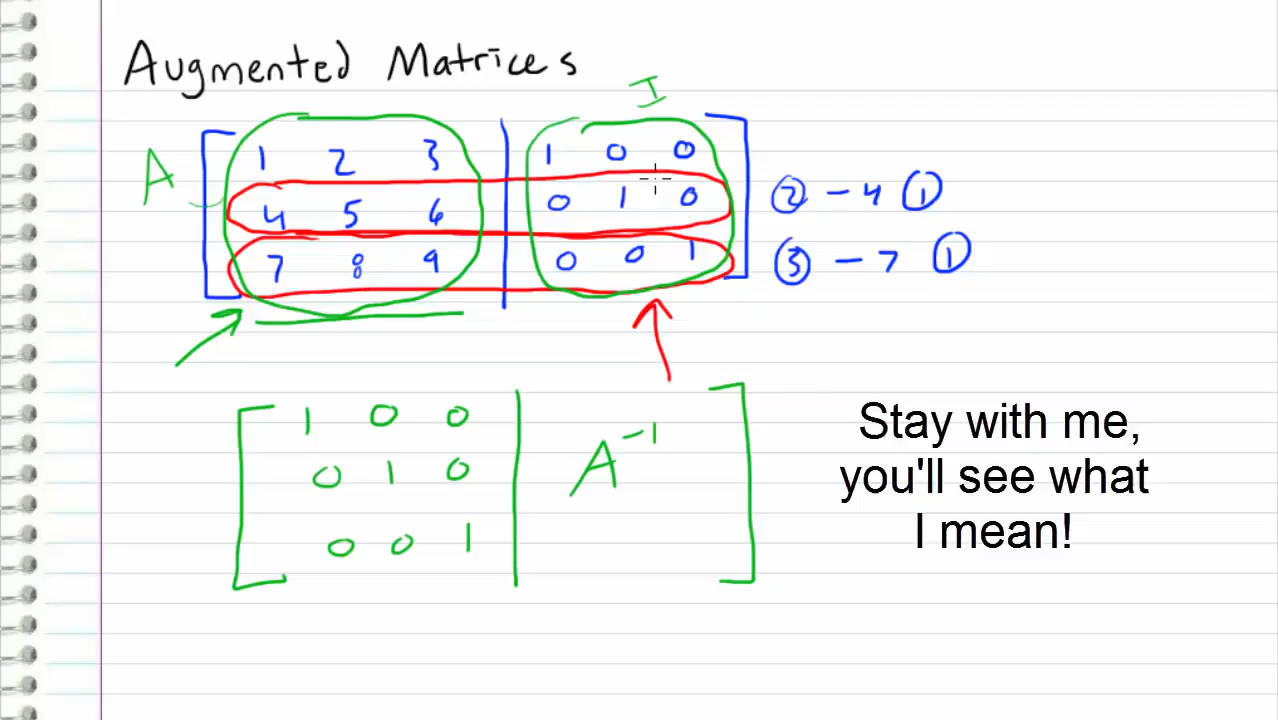 Augmented Matrices
I
A
1 2 3 | 1 0 0
4 5 6 | 0 1 0 ② - 4 ①
7 8 9 | 0 0 1 ③ - 7 ①
1 0 0
0 1 0 | A⁻¹
0 0 1
Stay with me,
you'll see what
I mean!